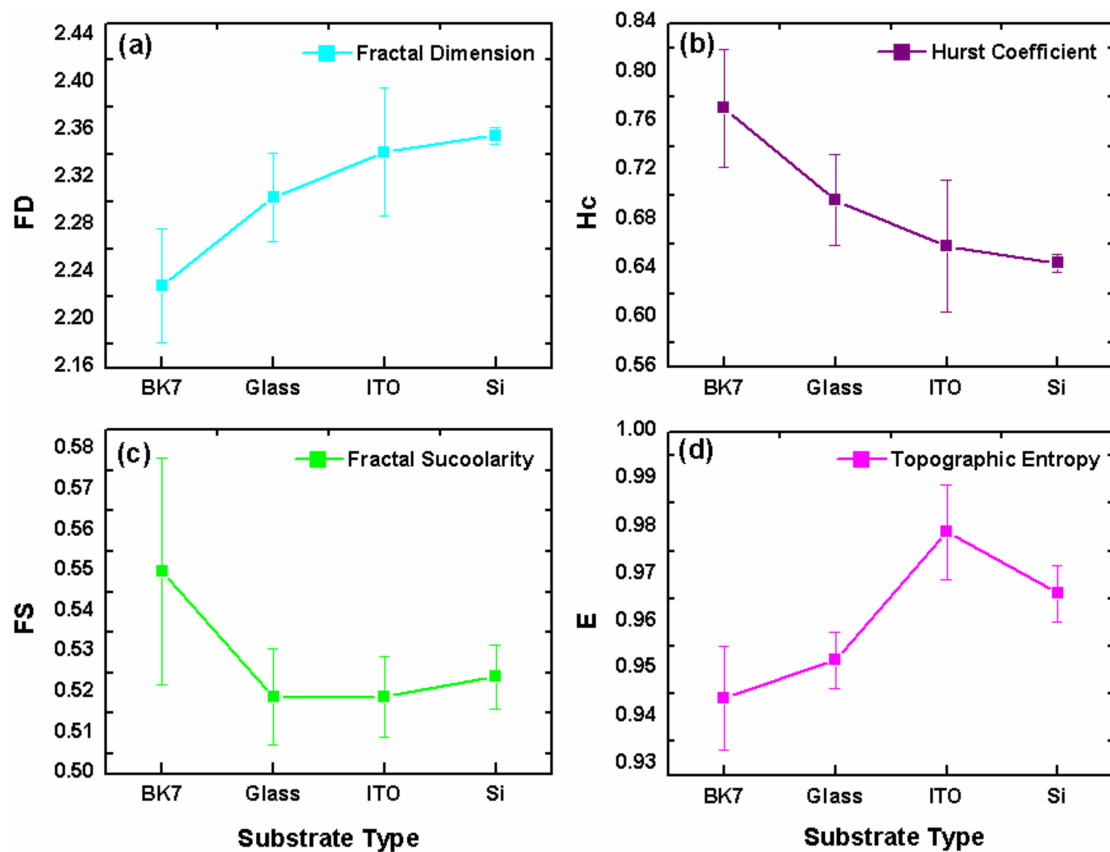 (a)
Fractal Dimension
FD
2.44
2.40
2.36
2.32
2.28
2.24
2.20
2.16
BK7 Glass ITO Si
(b)
Hurst Coefficient
Hc
0.84
0.80
0.76
0.72
0.68
0.64
0.60
0.56
BK7 Glass ITO Si
(c)
Fractal Sucoolarity
FS
0.58
0.57
0.56
0.55
0.54
0.53
0.52
0.51
0.50
BK7 Glass ITO Si
Substrate Type
(d)
Topographic Entropy
E
1.00
0.99
0.98
0.97
0.96
0.95
0.94
0.93
BK7 Glass ITO Si
Substrate Type